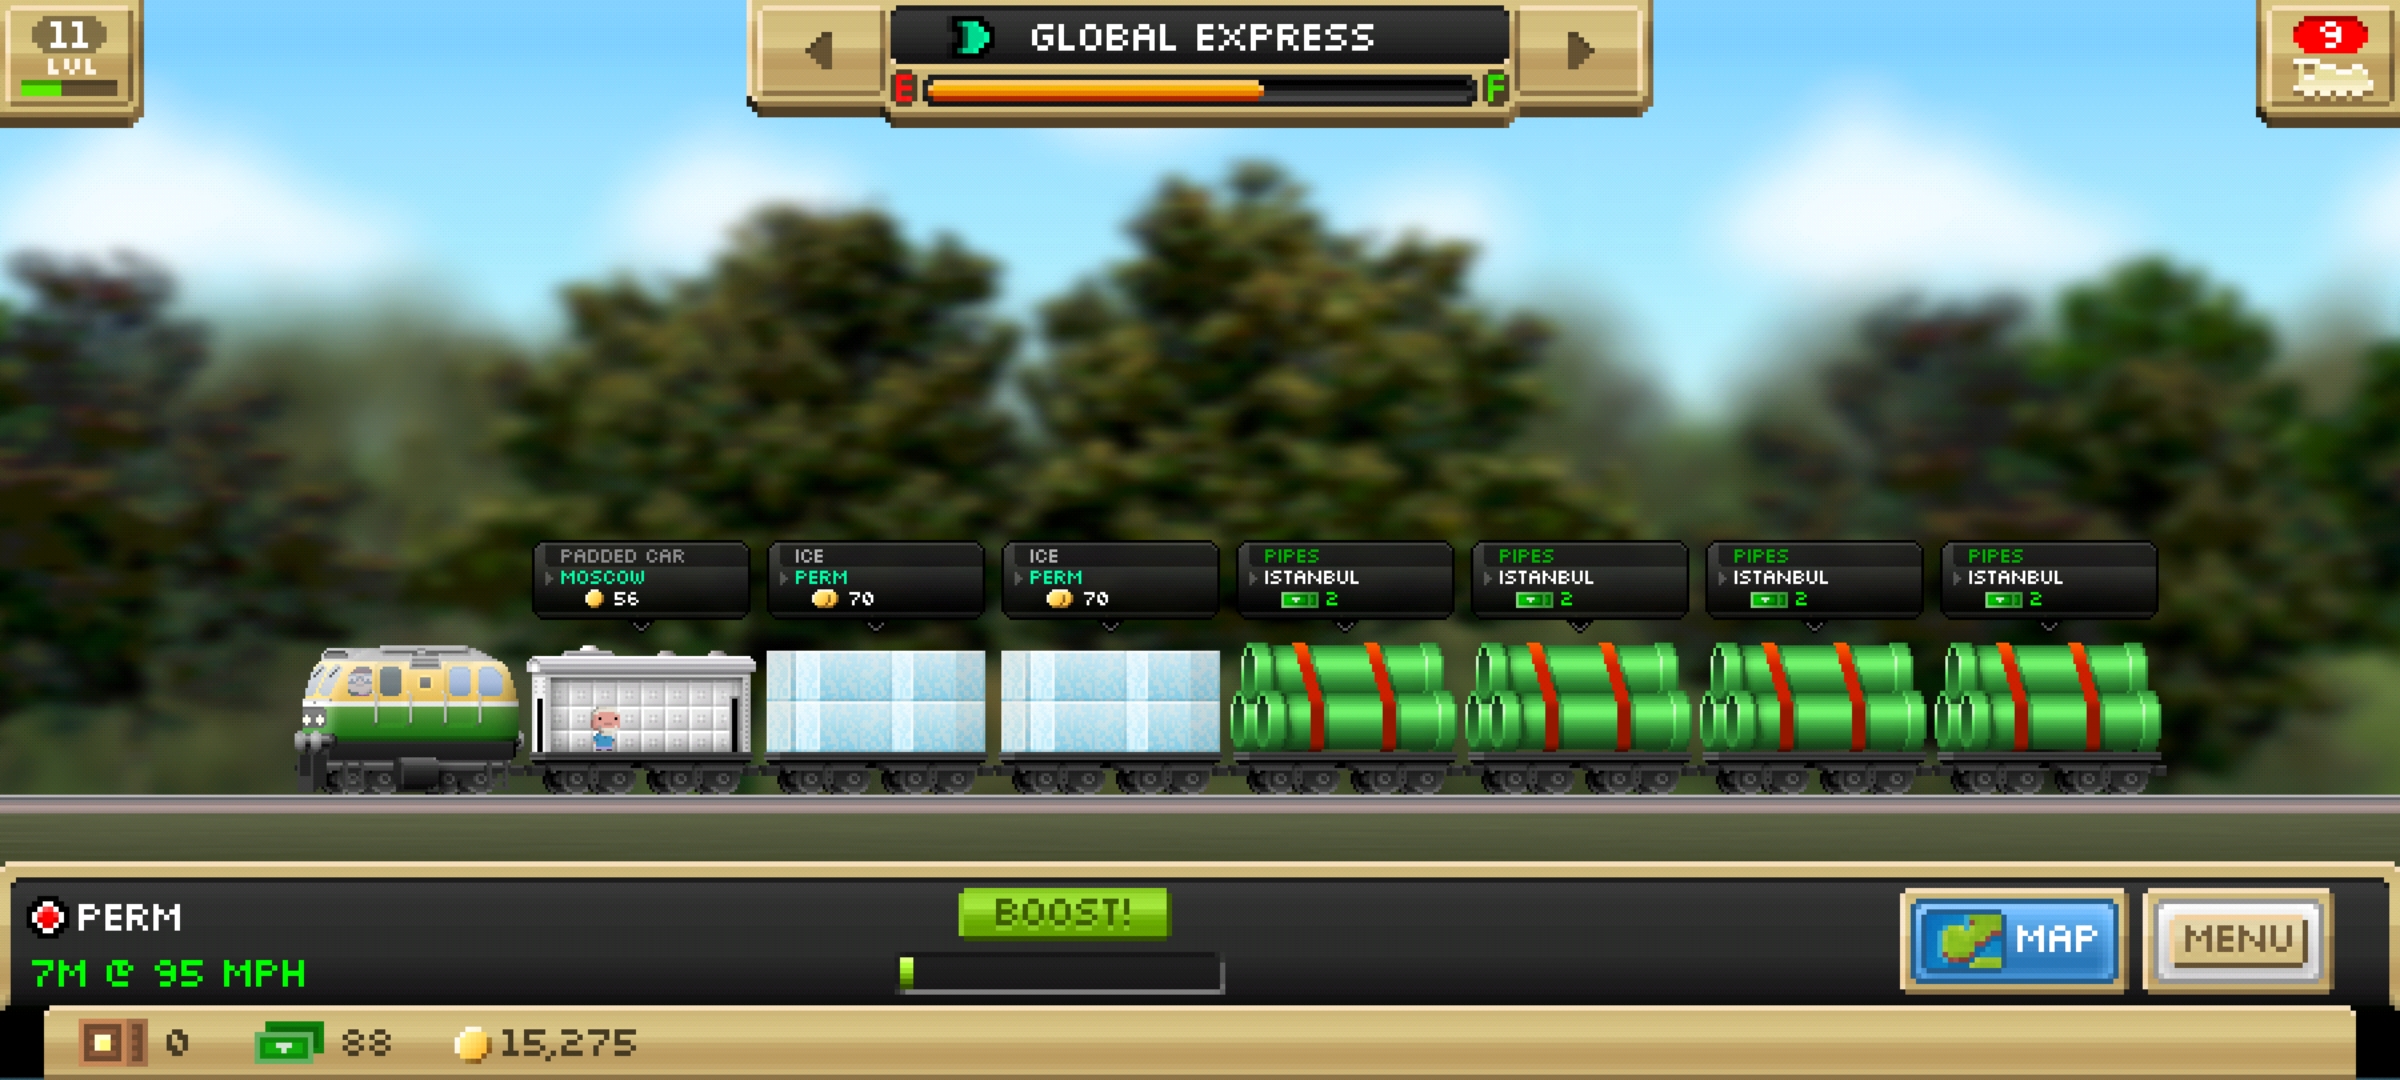 11
LVL
GLOBAL EXPRESS
E F
9
PADDED CAR
MOSCOW
56
ICE
PERM
70
ICE
PERM
70
PIPES
ISTANBUL
2
PIPES
ISTANBUL
2
PIPES
ISTANBUL
2
PIPES
ISTANBUL
2
PERM
7M @ 95 MPH
BOOST!
MAP
MENU
0
88
15,275